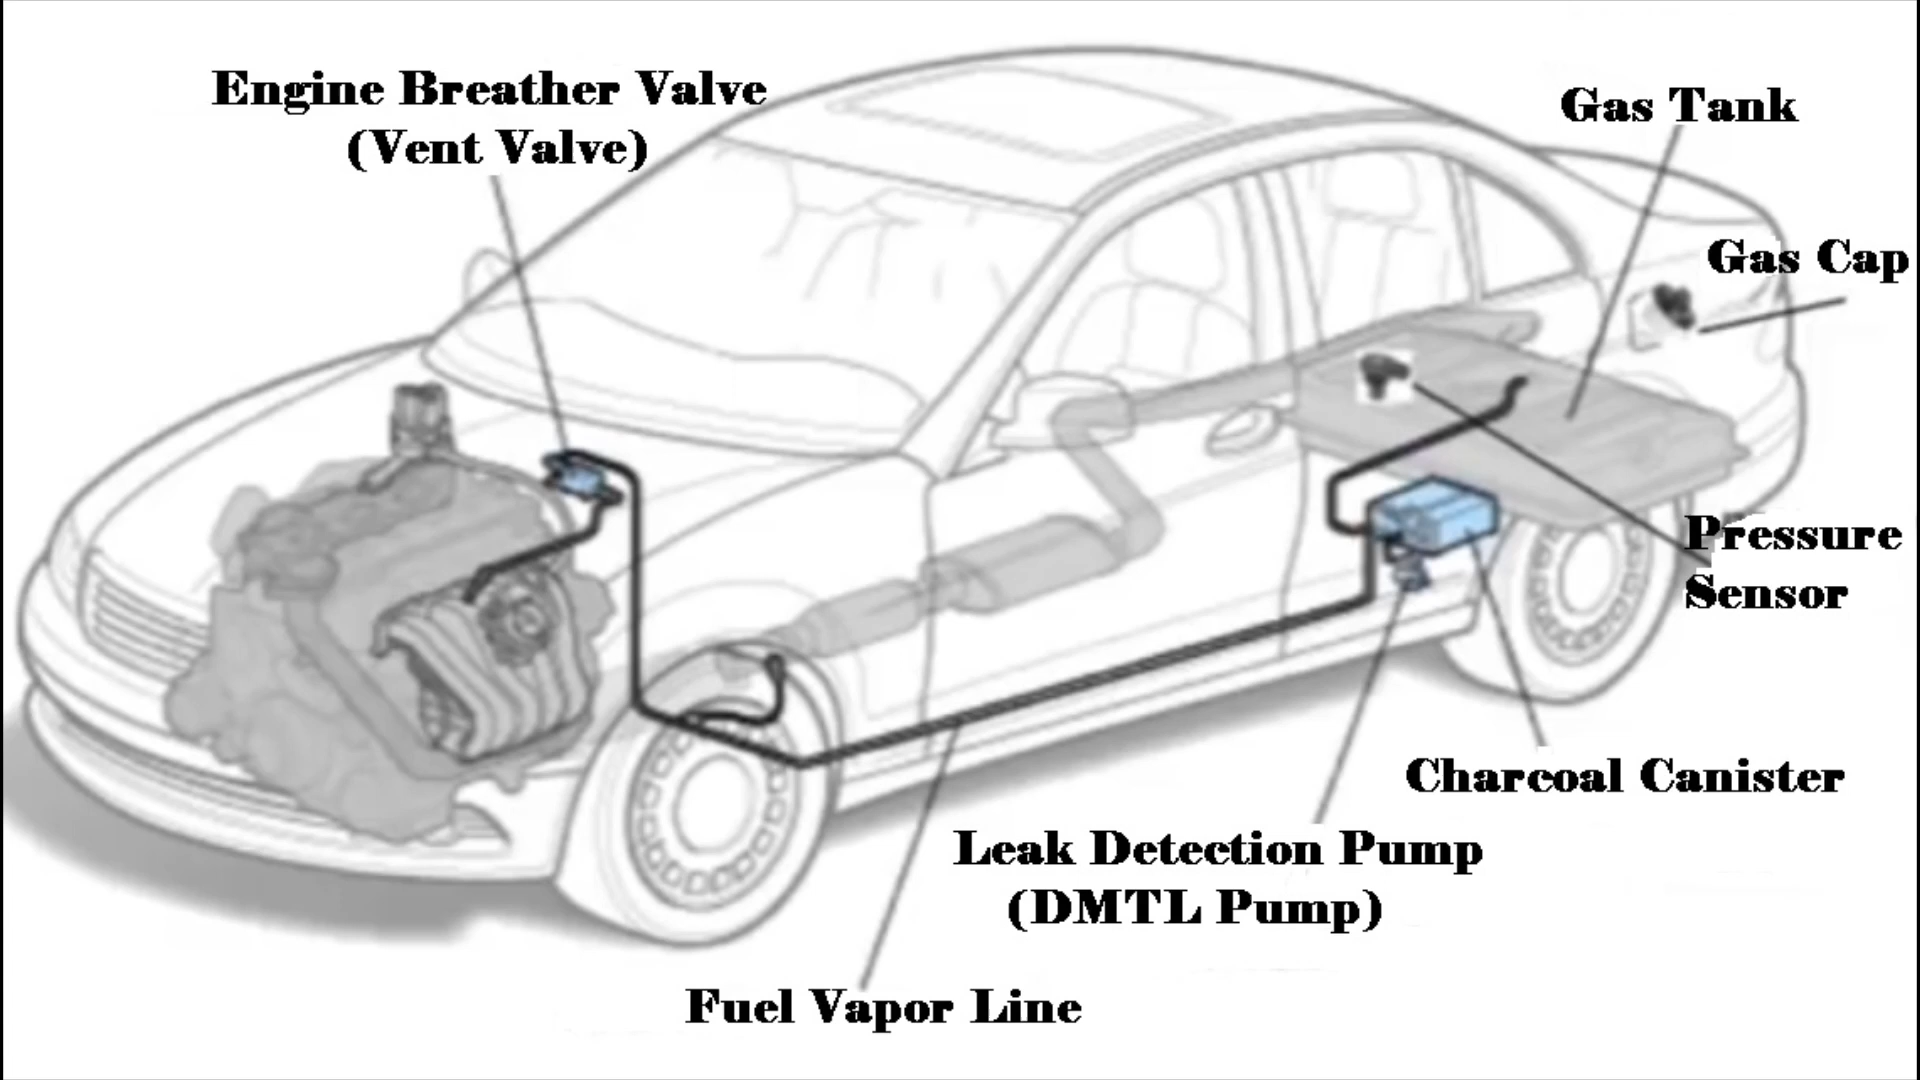 Engine Breather Valve
(Vent Valve)
Gas Tank
Gas Cap
Pressure
Sensor
Charcoal Canister
Leak Detection Pump
(DMTL Pump)
Fuel Vapor Line